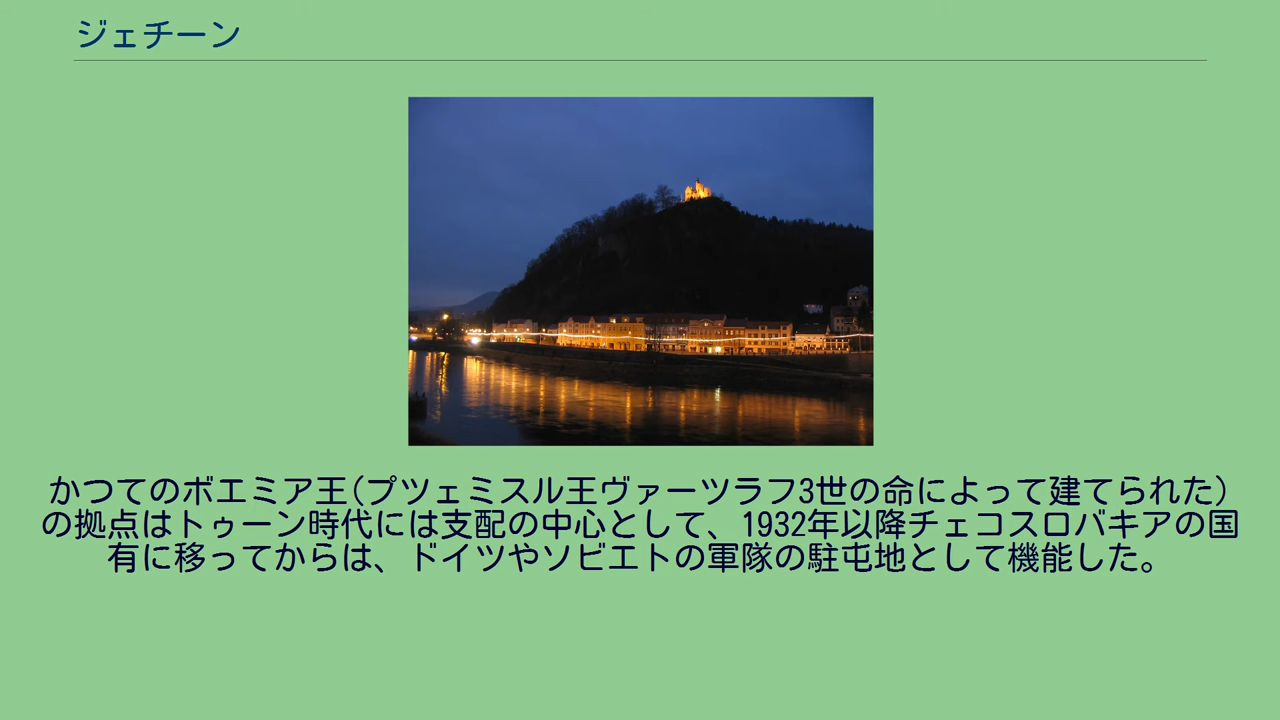 ジェチーン
かつてのボエミア王(プツェミスル王ヴァーツラフ3世の命によって建てられた)
の拠点はトゥーン時代には支配の中心として、1932年以降チェコスロバキアの国
有に移ってからは、ドイツやソビエトの軍隊の駐屯地として機能した。